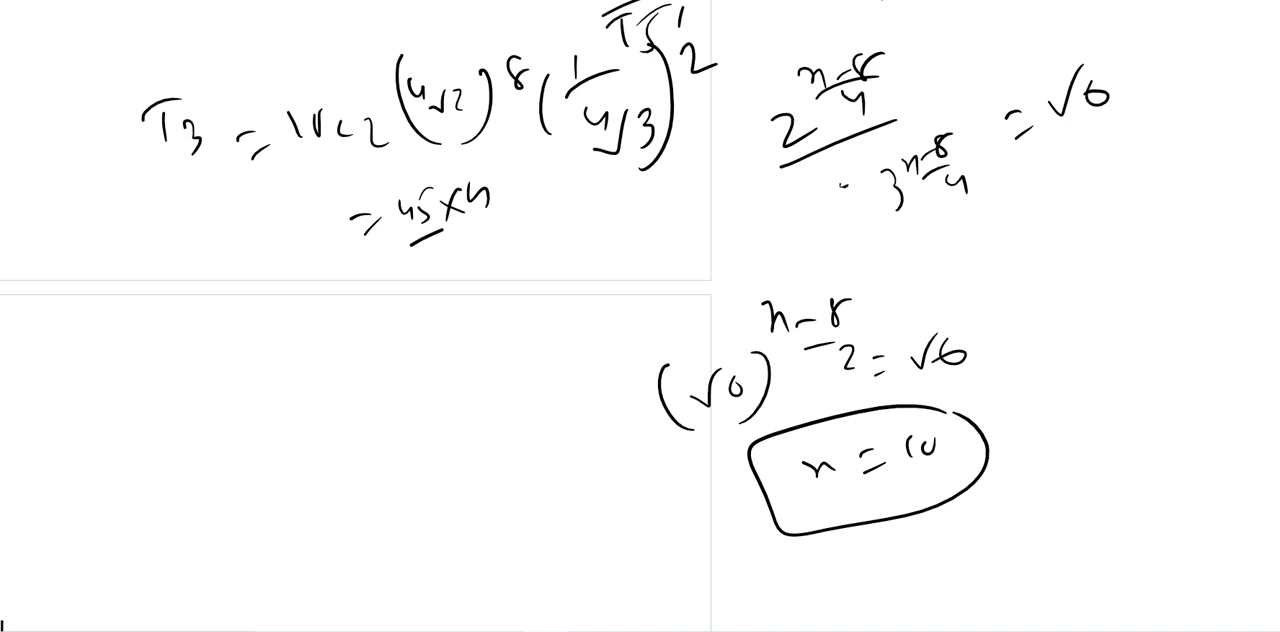 T₃ = 10C2 (4√2)^8 (1/4√3)^2
= 45×4
2^((n-8)/4) / 3^((n-8)/4) = √6
(√6)^((n-8)/2) = √6
n = 10